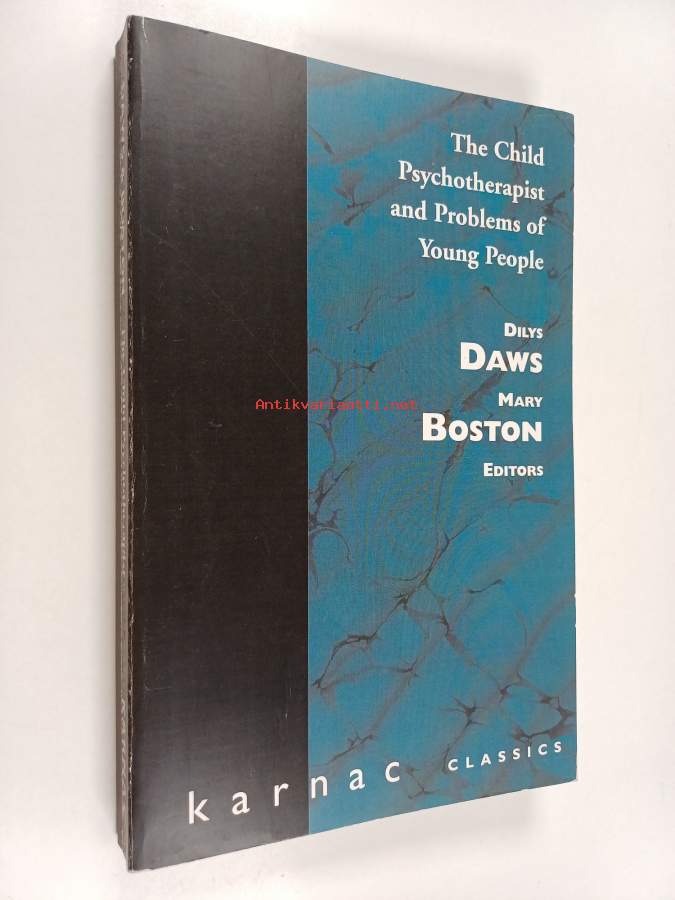 The Child
Psychotherapist
and Problems of
Young People
DILYS
DAWS
MARY
Antikvariaatti.net
BOSTON
EDITORS
karnac CLASSICS